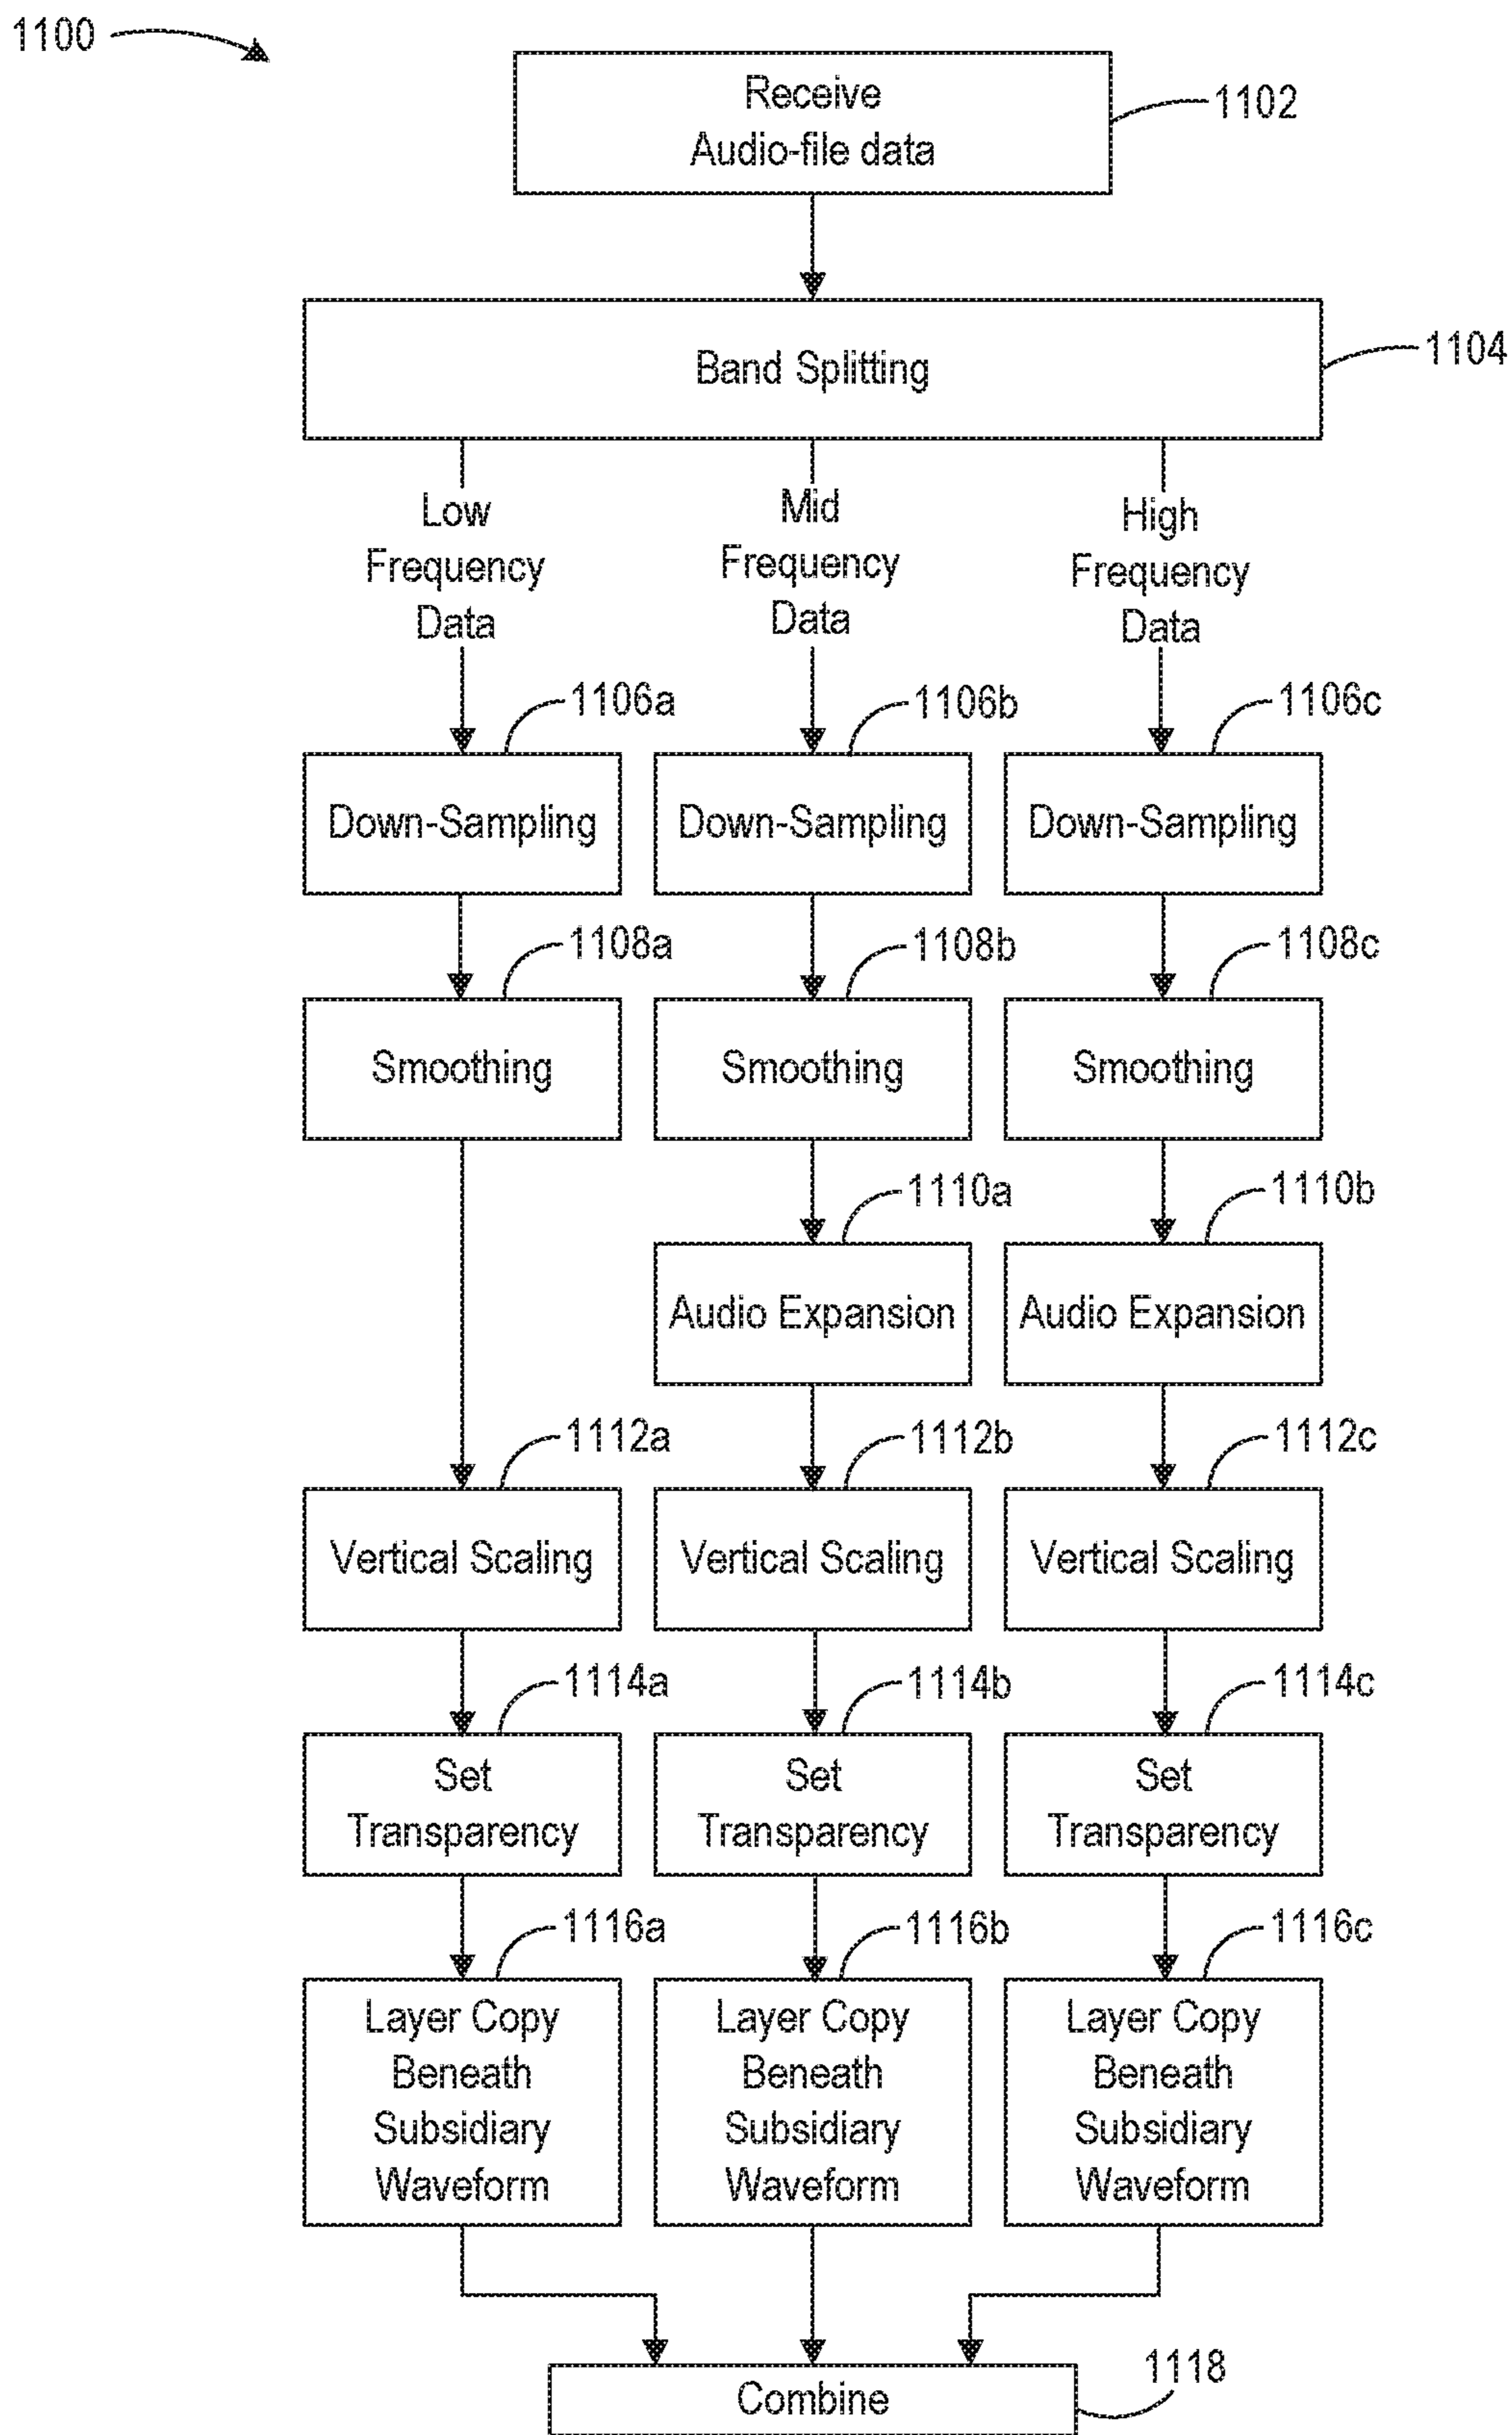 1100
Receive
Audio-file data
1102
Band Splitting
1104
Low
Frequency
Data
Mid
Frequency
Data
High
Frequency
Data
1106a
1106b
1106c
Down-Sampling
Down-Sampling
Down-Sampling
1108a
1108b
1108c
Smoothing
Smoothing
Smoothing
1110a
1110b
Audio Expansion
Audio Expansion
1112a
1112b
1112c
Vertical Scaling
Vertical Scaling
Vertical Scaling
1114a
1114b
1114c
Set
Transparency
Set
Transparency
Set
Transparency
1116a
1116b
1116c
Layer Copy
Beneath
Subsidiary
Waveform
Layer Copy
Beneath
Subsidiary
Waveform
Layer Copy
Beneath
Subsidiary
Waveform
1118
Combine